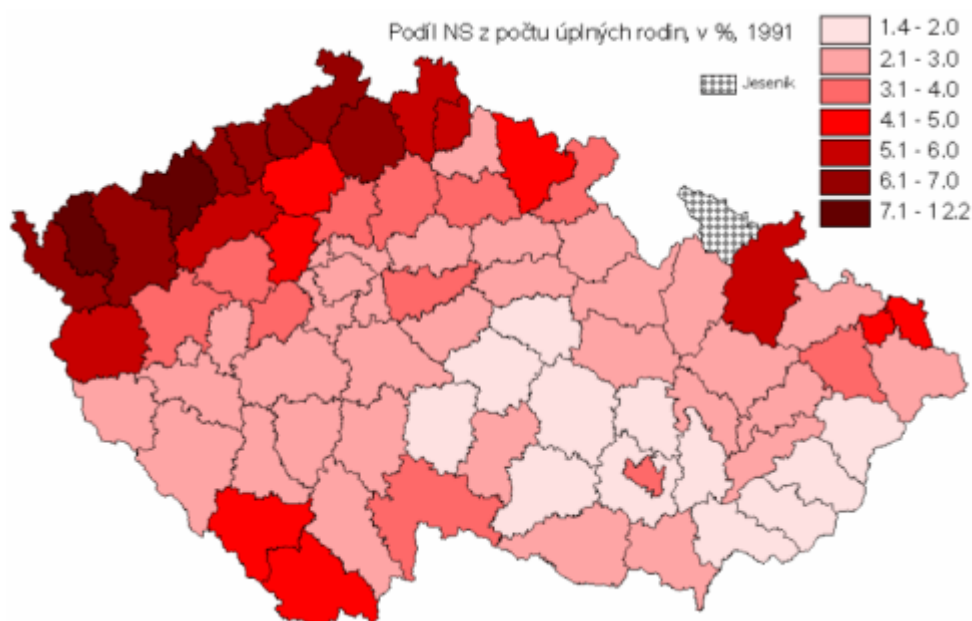 Podíl NS z počtu úplných rodin, v %, 1991
Jeseník
1.4 - 2.0
2.1 - 3.0
3.1 - 4.0
4.1 - 5.0
5.1 - 6.0
6.1 - 7.0
7.1 - 12.2